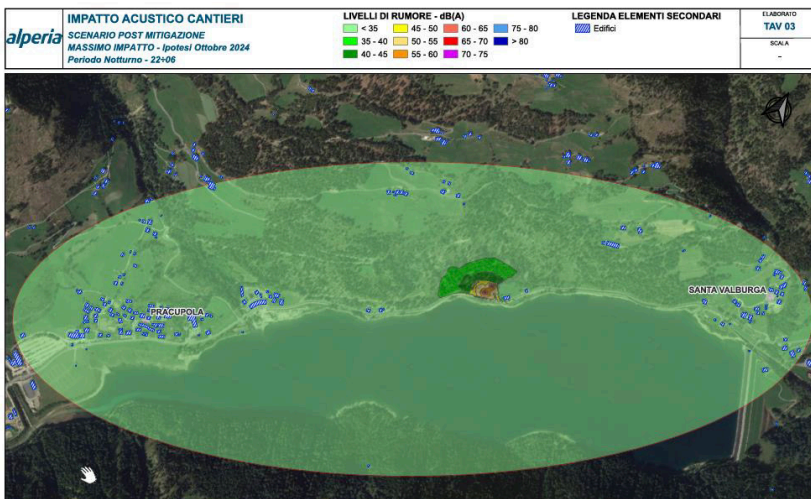 alperia
IMPATTO ACUSTICO CANTIERI
SCENARIO POST MITIGAZIONE
MASSIMO IMPATTO - Ipotesi Ottobre 2024
Periodo Notturno - 22÷06
LIVELLI DI RUMORE - dB(A)
< 35 45 - 50 60 - 65 75 - 80
35 - 40 50 - 55 65 - 70 > 80
40 - 45 55 - 60 70 - 75
LEGENDA ELEMENTI SECONDARI
Edifici
ELABORATO
TAV 03
SCALA
-
SANTA VALBURGA
PRACUPOLA